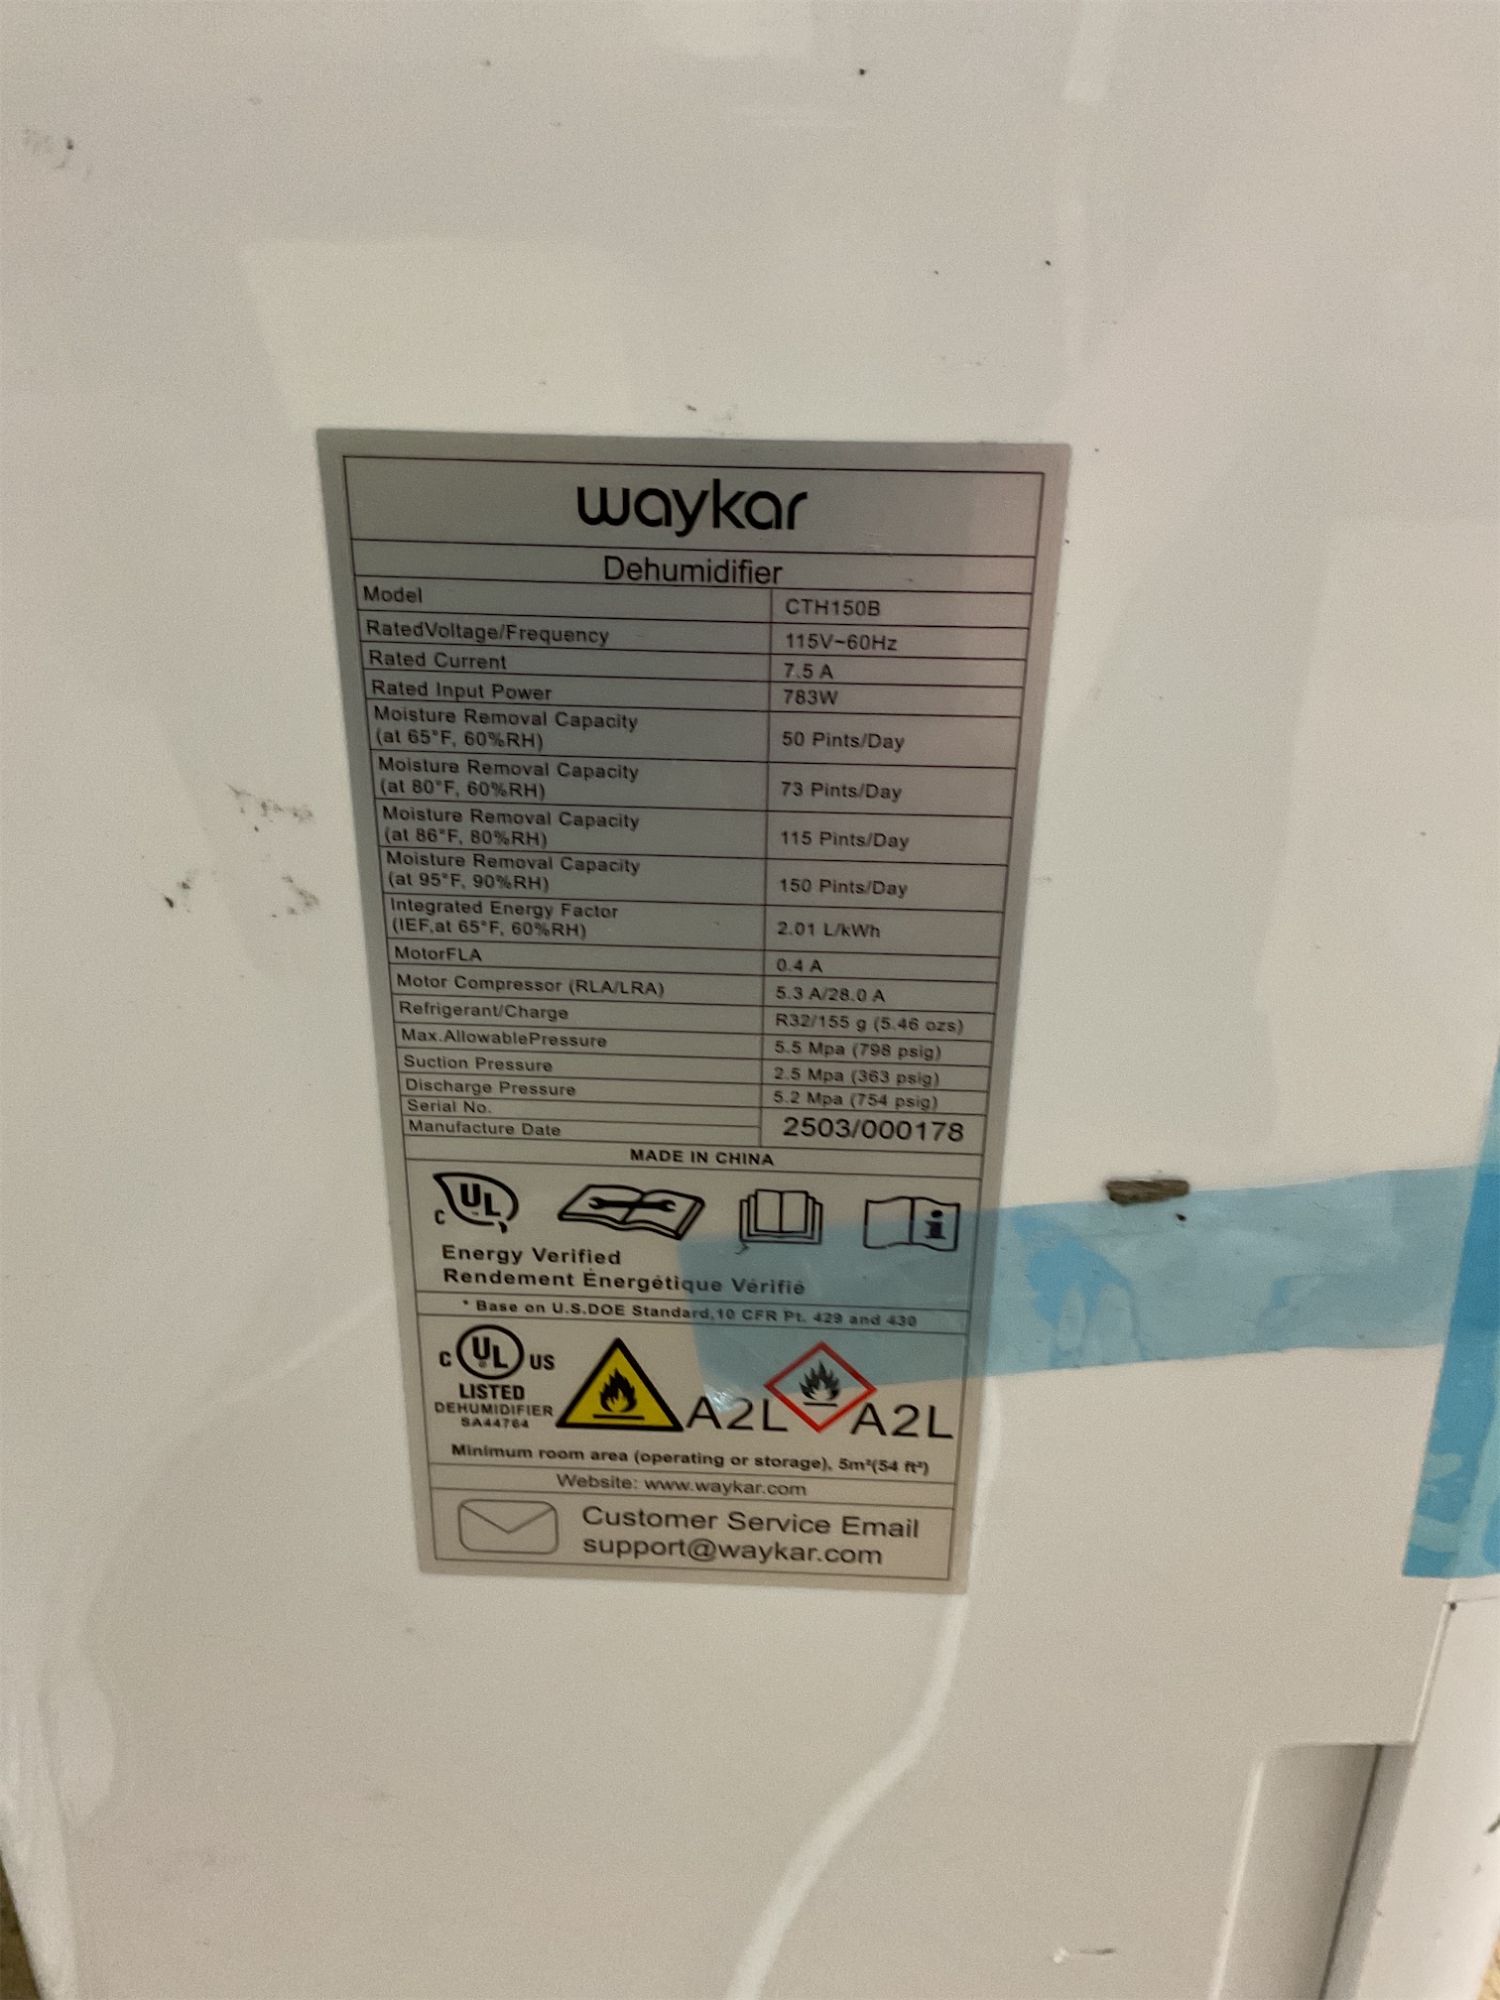 waykar
Dehumidifier
Model CTH150B
RatedVoltage/Frequency 115V~60Hz
Rated Current 7.5 A
Rated Input Power 783W
Moisture Removal Capacity
(at 65°F, 60%RH) 50 Pints/Day
Moisture Removal Capacity
(at 80°F, 60%RH) 73 Pints/Day
Moisture Removal Capacity
(at 86°F, 80%RH) 115 Pints/Day
Moisture Removal Capacity
(at 95°F, 90%RH) 150 Pints/Day
Integrated Energy Factor
(IEF,at 65°F, 60%RH) 2.01 L/kWh
MotorFLA 0.4 A
Motor Compressor (RLA/LRA) 5.3 A/28.0 A
Refrigerant/Charge R32/155 g (5.46 ozs)
Max.AllowablePressure 5.5 Mpa (798 psig)
Suction Pressure 2.5 Mpa (363 psig)
Discharge Pressure 5.2 Mpa (754 psig)
Serial No.
Manufacture Date 2503/000178
MADE IN CHINA
C UL
i
Energy Verified
Rendement Énergétique Vérifié
* Base on U.S.DOE Standard,10 CFR Pt. 429 and 430
C UL US
LISTED
DEHUMIDIFIER
SA44764
A2L A2L
Minimum room area (operating or storage), 5m²(54 ft²)
Website: www.waykar.com
Customer Service Email
support@waykar.com